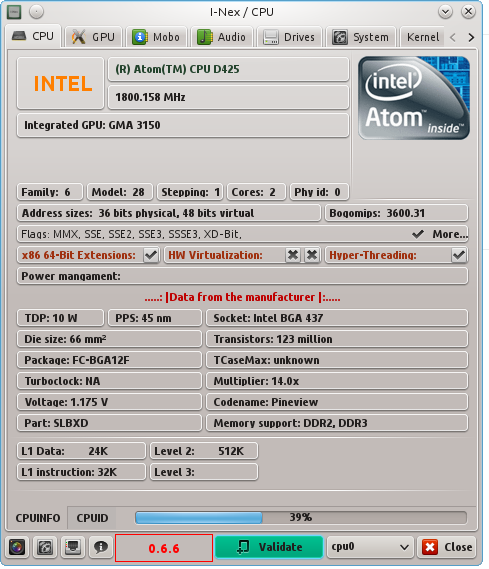 I-Nex / CPU
CPU GPU Mobo Audio Drives System Kernel
INTEL
(R) Atom(TM) CPU D425
1800.158 MHz
Integrated GPU: GMA 3150
intel
Atom™
inside™
Family: 6 Model: 28 Stepping: 1 Cores: 2 Phy id: 0
Address sizes: 36 bits physical, 48 bits virtual Bogomips: 3600.31
Flags: MMX, SSE, SSE2, SSE3, SSSE3, XD-Bit, More...
x86 64-Bit Extensions: HW Virtualization: Hyper-Threading:
Power mangament:
.....: |Data from the manufacturer |:.....
TDP: 10 W PPS: 45 nm Socket: Intel BGA 437
Die size: 66 mm² Transistors: 123 million
Package: FC-BGA12F TCaseMax: unknown
Turboclock: NA Multiplier: 14.0x
Voltage: 1.175 V Codename: Pineview
Part: SLBXD Memory support: DDR2, DDR3
L1 Data: 24K Level 2: 512K
L1 instruction: 32K Level 3:
CPUINFO CPUID 39%
0.6.6 Validate cpu0 Close